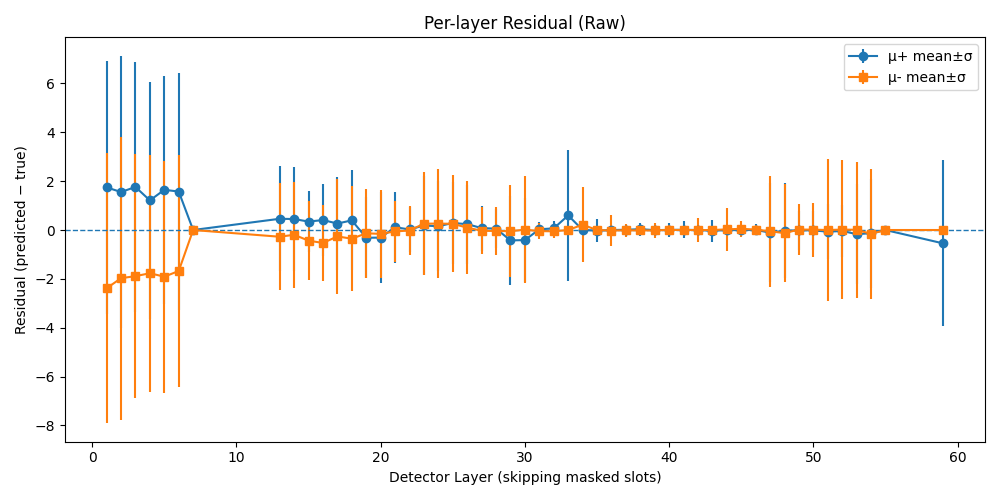 Per-layer Residual (Raw)
μ+ mean±σ
μ- mean±σ
Residual (predicted − true)
6
4
2
0
−2
−4
−6
−8
0 10 20 30 40 50 60
Detector Layer (skipping masked slots)